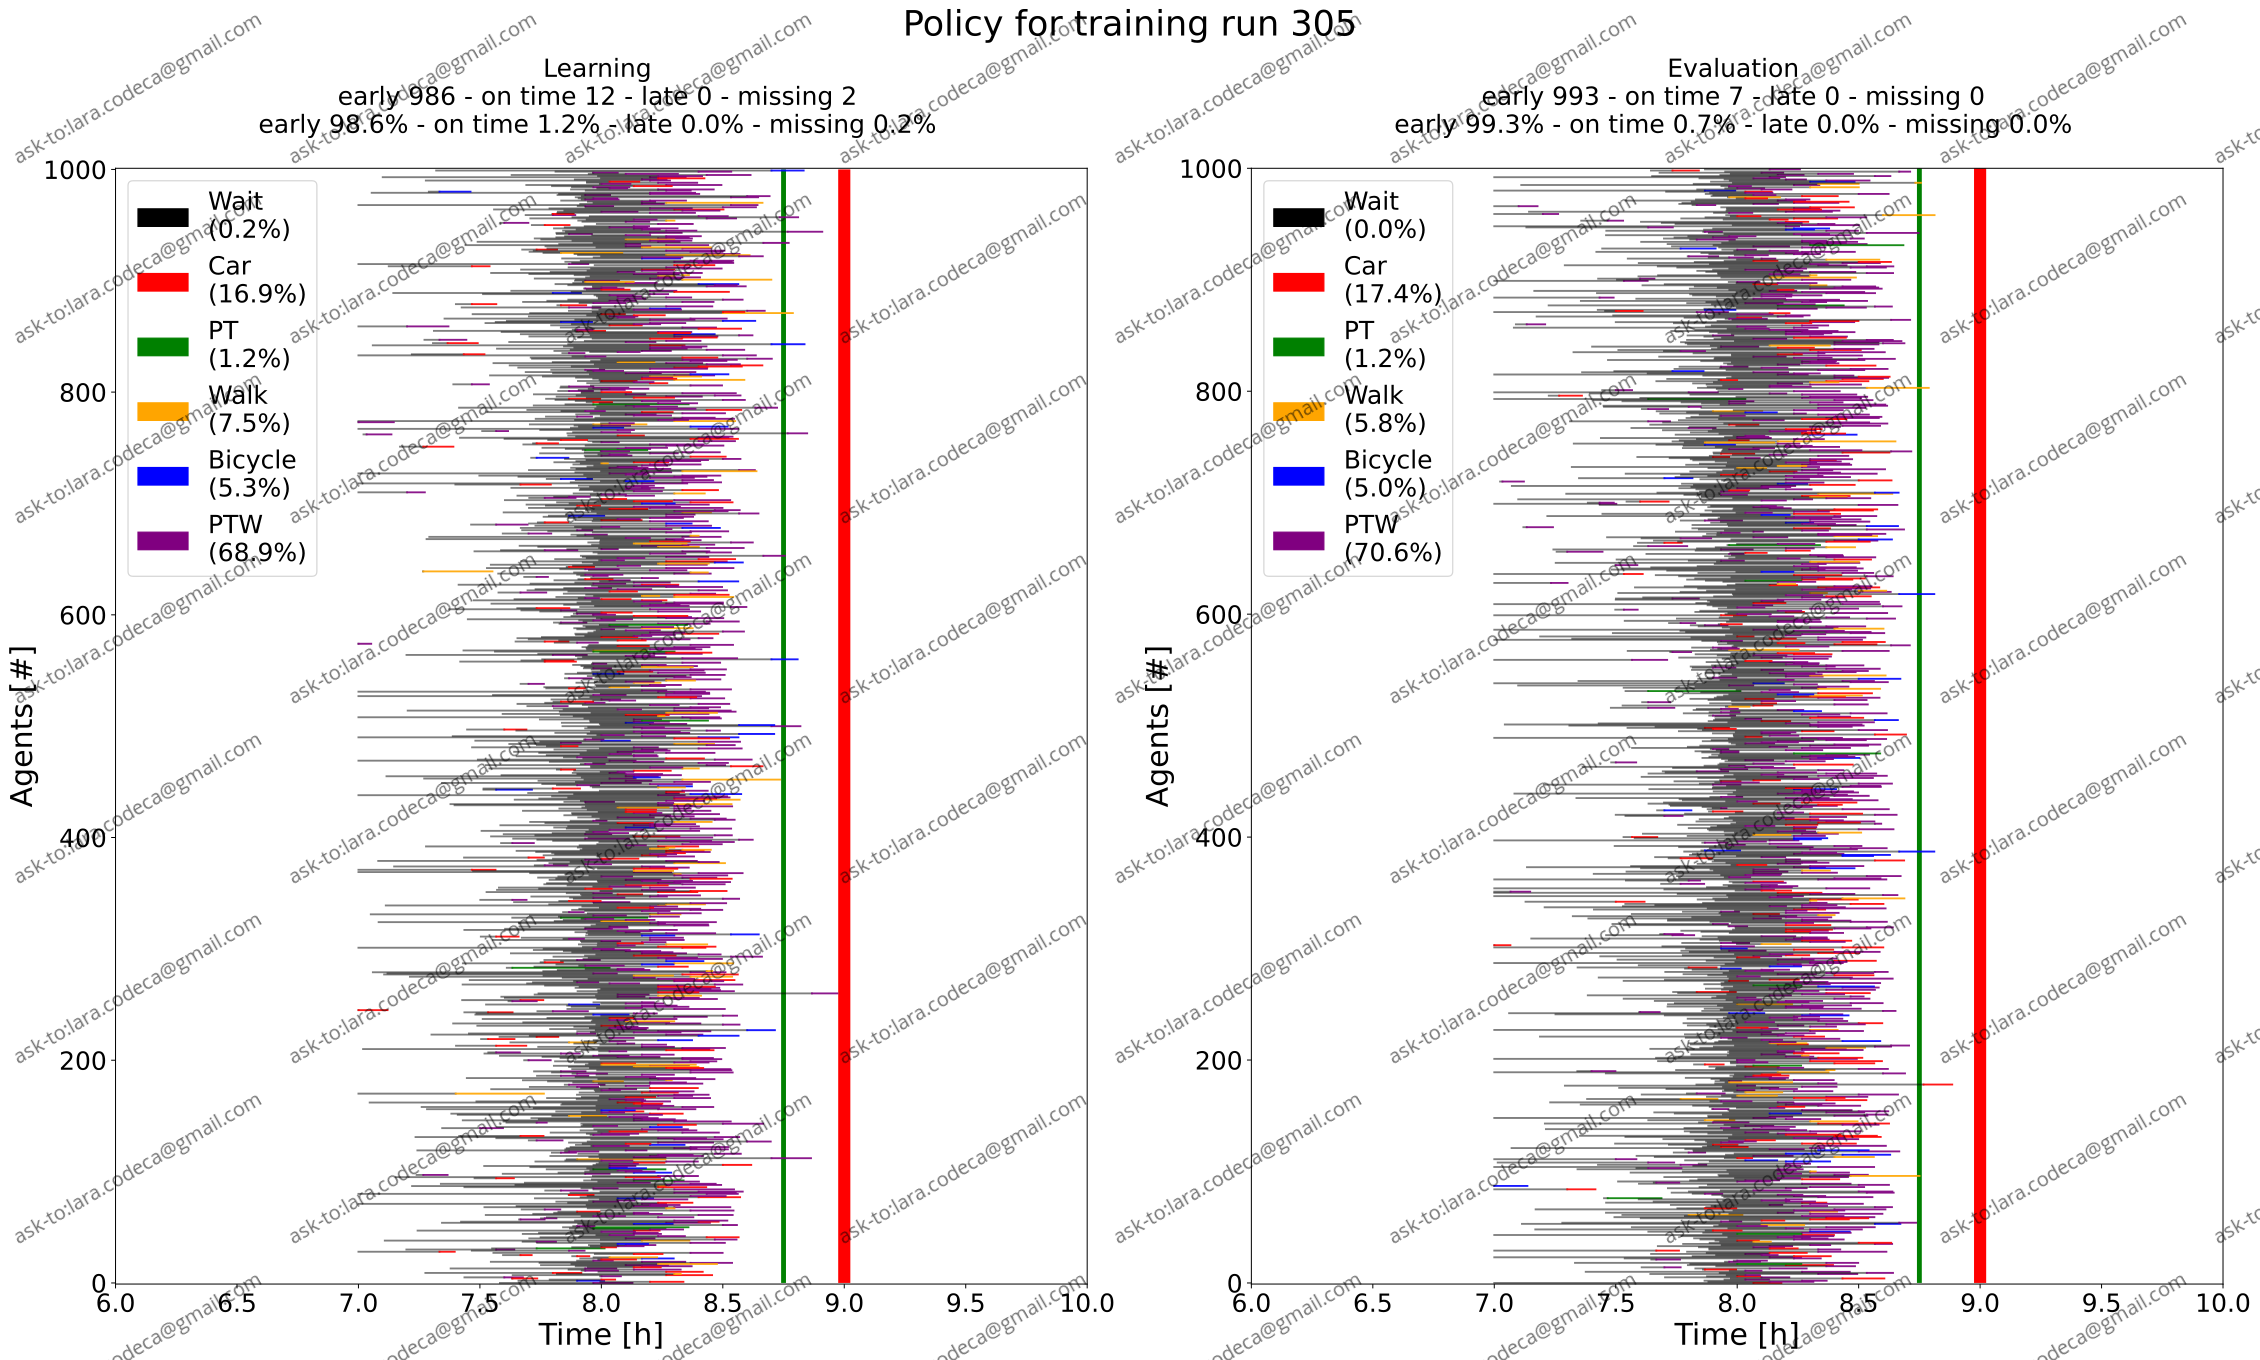 Policy for training run 305
Learning
early 986 - on time 12 - late 0 - missing 2
early 98.6% - on time 1.2% - late 0.0% - missing 0.2%
Evaluation
early 993 - on time 7 - late 0 - missing 0
early 99.3% - on time 0.7% - late 0.0% - missing 0.0%
Agents [#]
1000
800
600
400
200
0
Wait
(0.2%)
Car
(16.9%)
PT
(1.2%)
Walk
(7.5%)
Bicycle
(5.3%)
PTW
(68.9%)
6.0 6.5 7.0 7.5 8.0 8.5 9.0 9.5 10.0
Time [h]
Agents [#]
1000
800
600
400
200
0
Wait
(0.0%)
Car
(17.4%)
PT
(1.2%)
Walk
(5.8%)
Bicycle
(5.0%)
PTW
(70.6%)
6.0 6.5 7.0 7.5 8.0 8.5 9.0 9.5 10.0
Time [h]
ask-to:lara.codeca@gmail.com